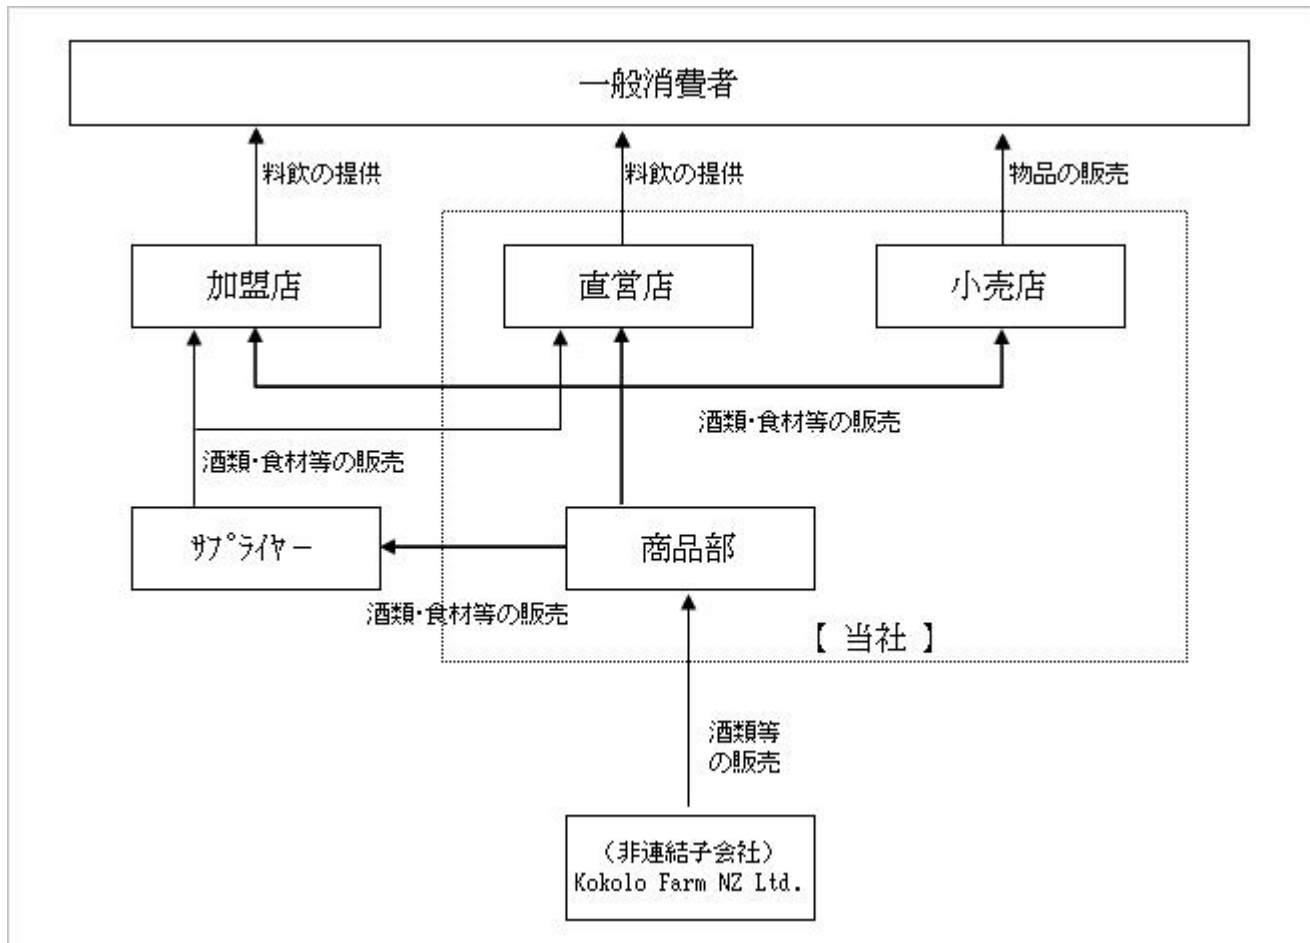 一般消費者
料飲の提供
料飲の提供
物品の販売
加盟店
直営店
小売店
酒類・食材等の販売
酒類・食材等の販売
ｻﾌﾟﾗｲﾔｰ
商品部
酒類・食材等の販売
【 当社 】
酒類等
の販売
（非連結子会社）
Kokolo Farm NZ Ltd.